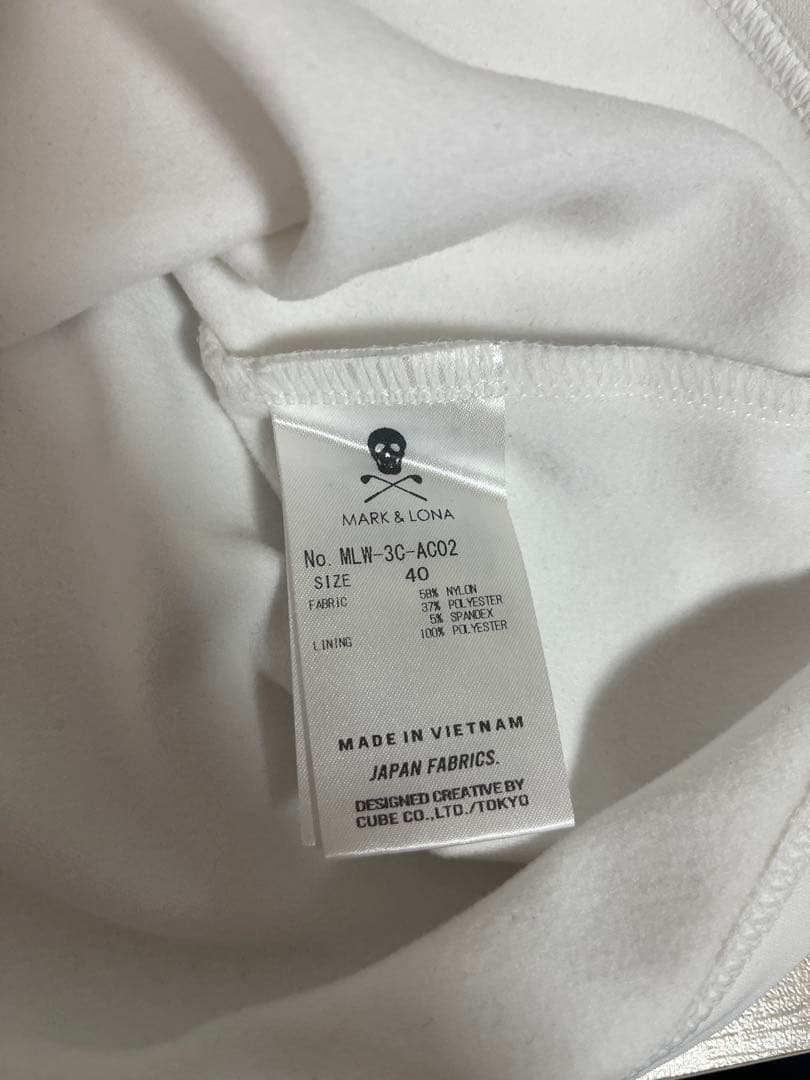 MARK & LONA
No. MLW-3C-AC02
SIZE 40
FABRIC 58% NYLON
37% POLYESTER
5% SPANDEX
LINING 100% POLYESTER
MADE IN VIETNAM
JAPAN FABRICS.
DESIGNED CREATIVE BY
CUBE CO.,LTD./TOKYO